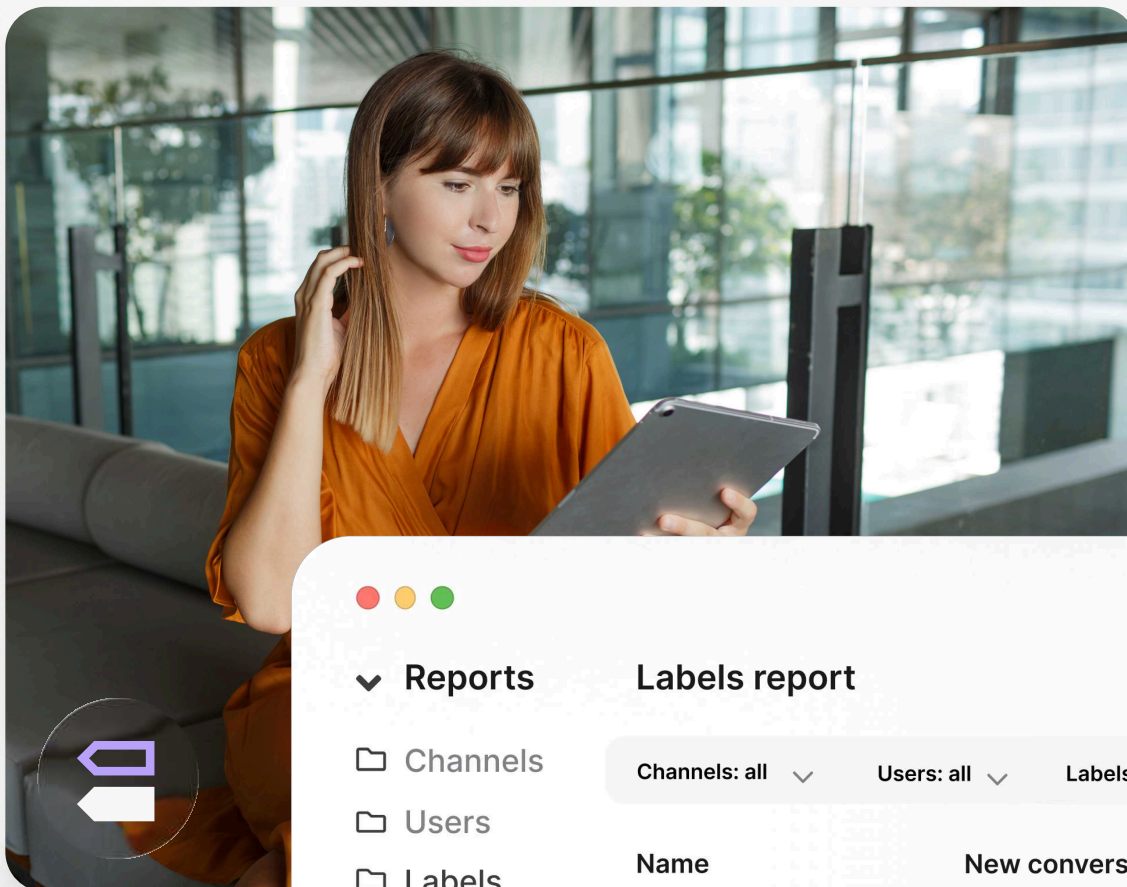 Reports
Labels report
Channels
Channels: all
Users: all
Labels
Users
Name
New convers
Labels